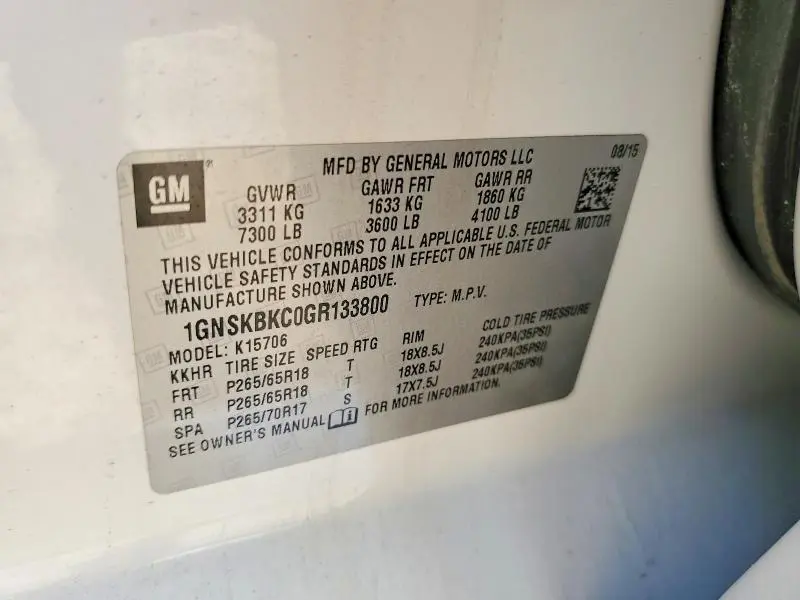 GM
MFD BY GENERAL MOTORS LLC
08/15
GVWR GAWR FRT GAWR RR
3311 KG 1633 KG 1860 KG
7300 LB 3600 LB 4100 LB
THIS VEHICLE CONFORMS TO ALL APPLICABLE U.S. FEDERAL MOTOR
VEHICLE SAFETY STANDARDS IN EFFECT ON THE DATE OF
MANUFACTURE SHOWN ABOVE.
1GNSKBKC0GR133800 TYPE: M.P.V.
MODEL: K15706
KKHR TIRE SIZE SPEED RTG RIM COLD TIRE PRESSURE
FRT P265/65R18 T 18X8.5J 240KPA(35PSI)
RR P265/65R18 T 18X8.5J 240KPA(35PSI)
SPA P265/70R17 S 17X7.5J 240KPA(35PSI)
SEE OWNER'S MANUAL FOR MORE INFORMATION.